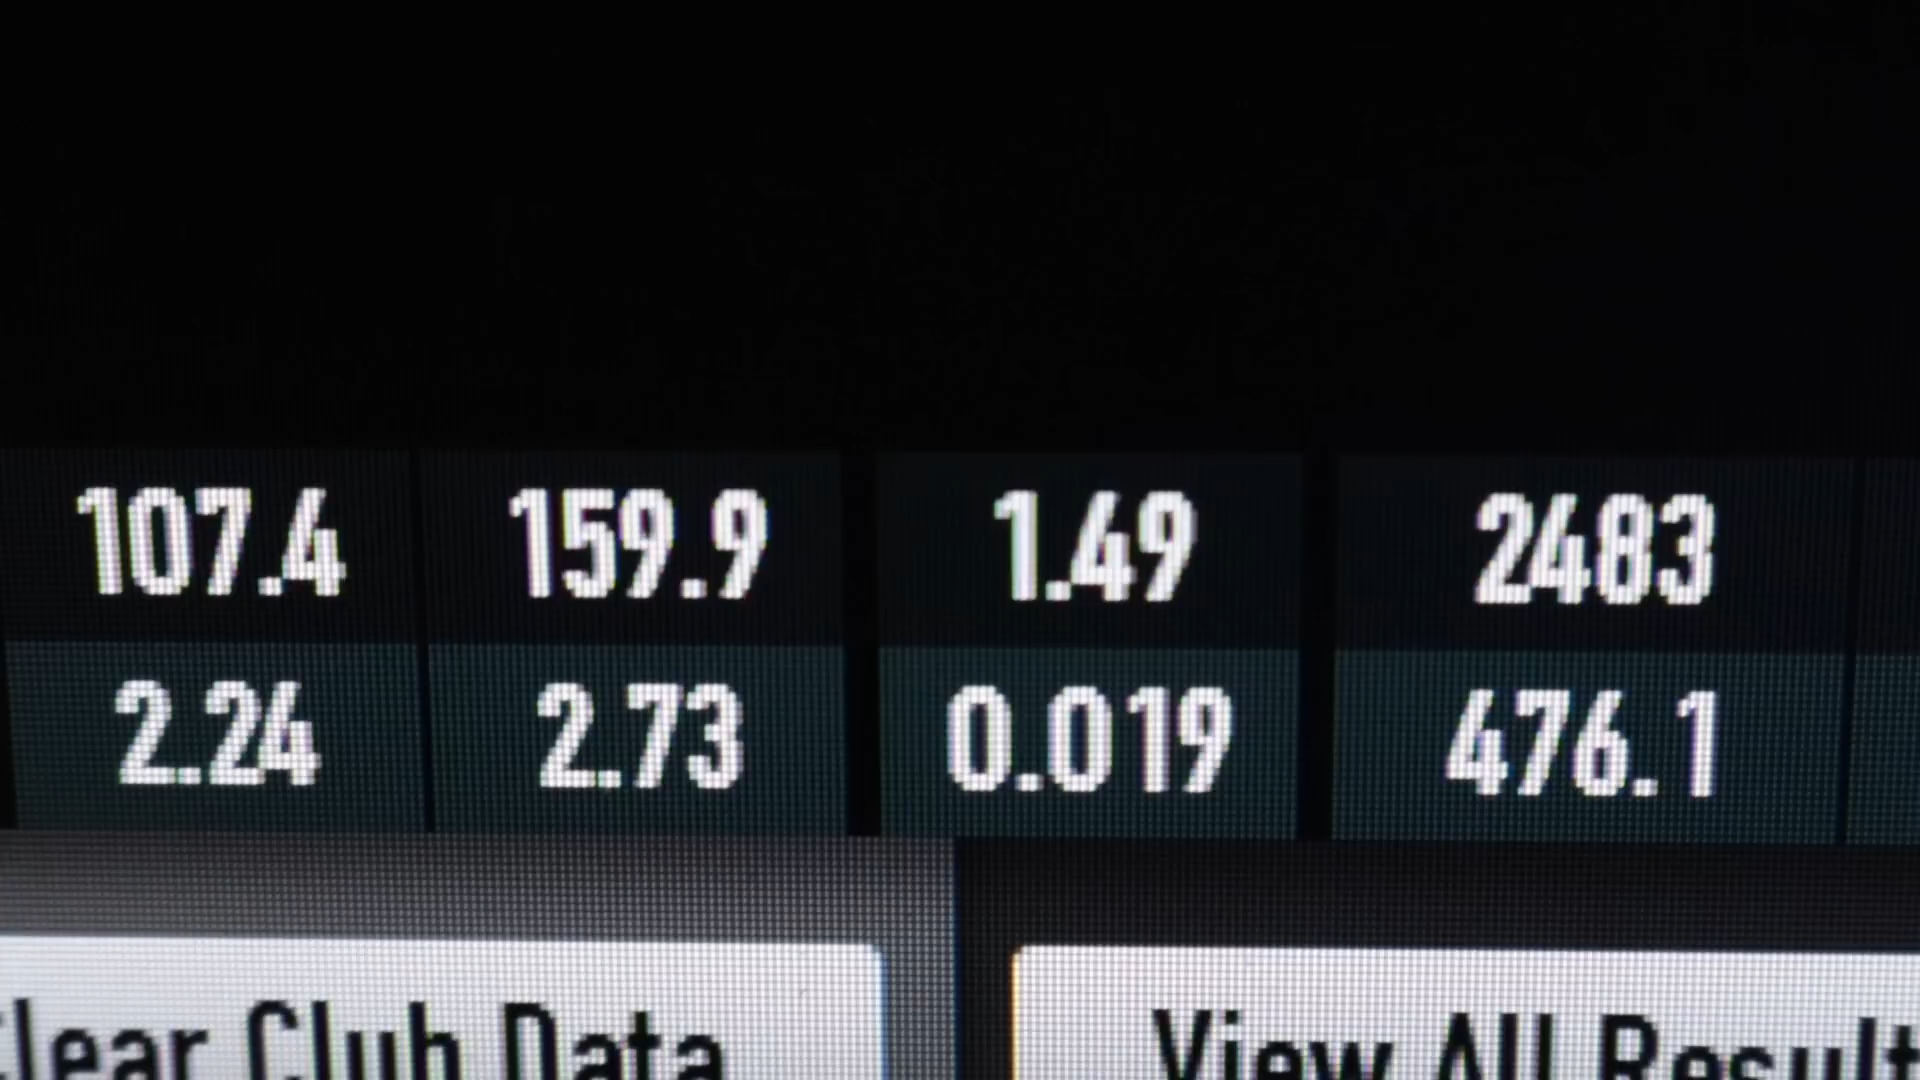 107.4 159.9 1.49 2483
2.24 2.73 0.019 476.1
Clear Club Data View All Result